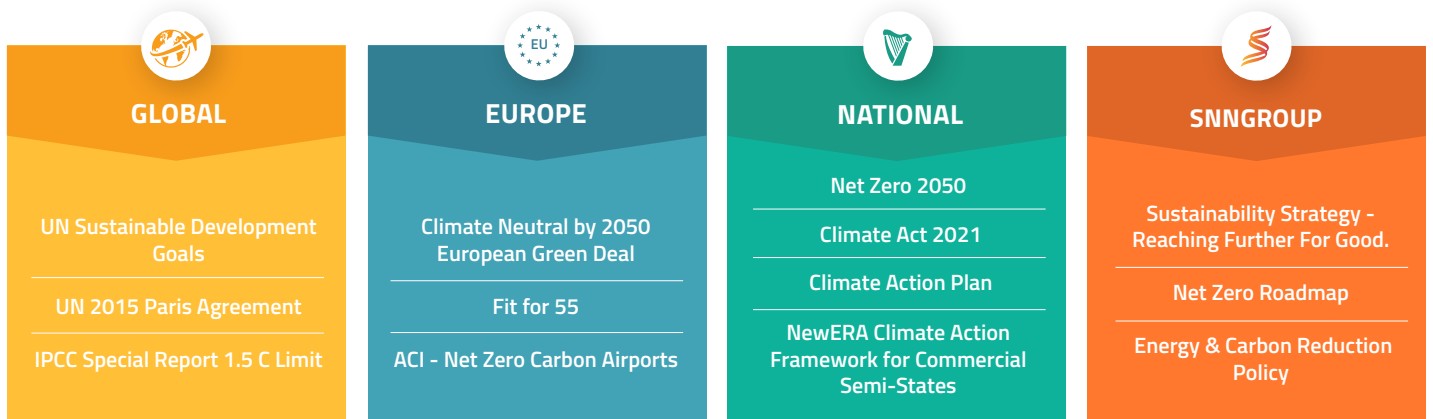 GLOBAL
UN Sustainable Development
Goals
UN 2015 Paris Agreement
IPCC Special Report 1.5 C Limit
EU
EUROPE
Climate Neutral by 2050
European Green Deal
Fit for 55
ACI - Net Zero Carbon Airports
NATIONAL
Net Zero 2050
Climate Act 2021
Climate Action Plan
NewERA Climate Action
Framework for Commercial
Semi-States
SNNGROUP
Sustainability Strategy -
Reaching Further For Good.
Net Zero Roadmap
Energy & Carbon Reduction
Policy